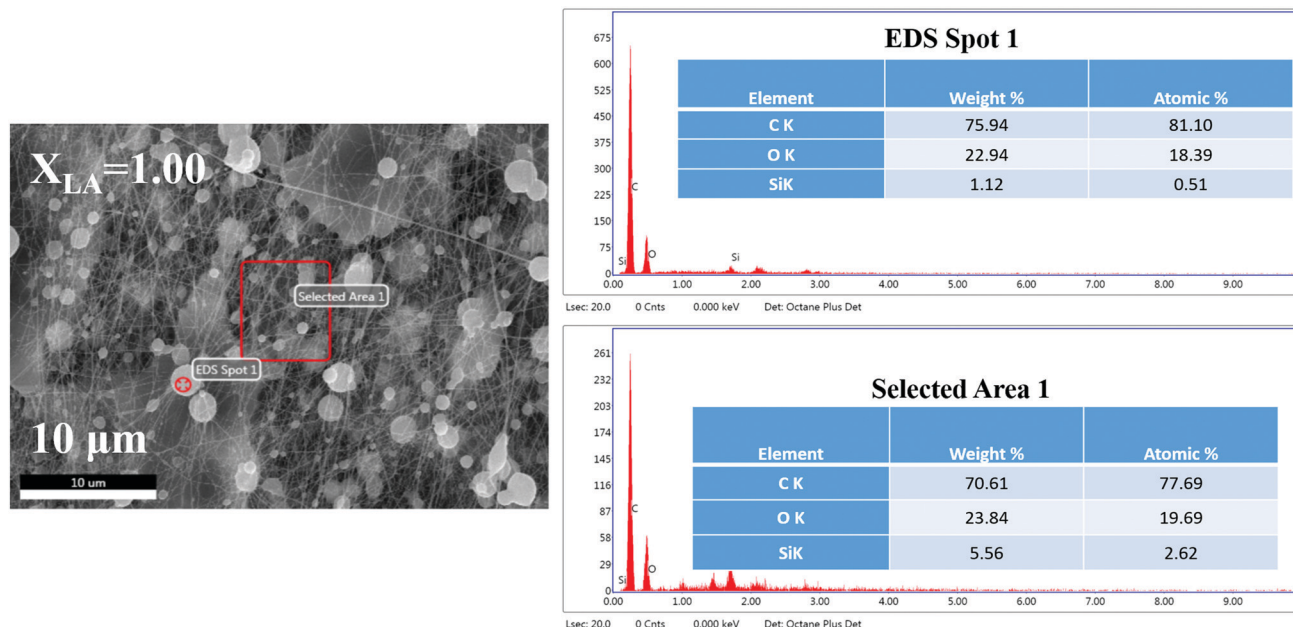 X_LA=1.00
Selected Area 1
EDS Spot 1
10 μm
10 um
EDS Spot 1
675
600
525
450
375
300
225
150
75
0
Element Weight % Atomic %
C K 75.94 81.10
O K 22.94 18.39
SiK 1.12 0.51
C
O
Si
Si
0.00 1.00 2.00 3.00 4.00 5.00 6.00 7.00 8.00 9.00
Lsec: 20.0 0 Cnts 0.000 keV Det: Octane Plus Det
Selected Area 1
261
232
203
174
145
116
87
58
29
0
Element Weight % Atomic %
C K 70.61 77.69
O K 23.84 19.69
SiK 5.56 2.62
C
O
Si
0.00 1.00 2.00 3.00 4.00 5.00 6.00 7.00 8.00 9.00
Lsec: 20.0 0 Cnts 0.000 keV Det: Octane Plus Det